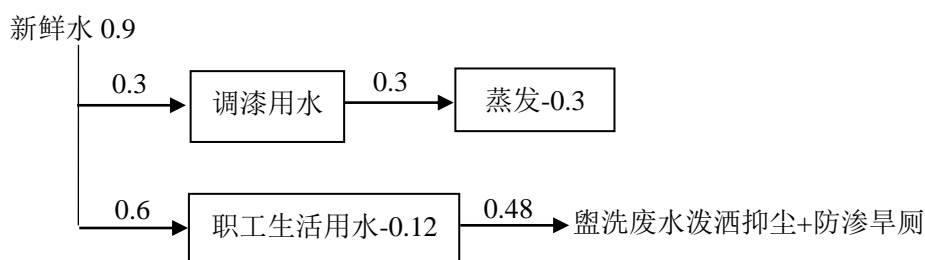 新鲜水 0.9
0.3
调漆用水
0.3
蒸发-0.3
0.6
职工生活用水-0.12
0.48
盥洗废水泼洒抑尘+防渗旱厕